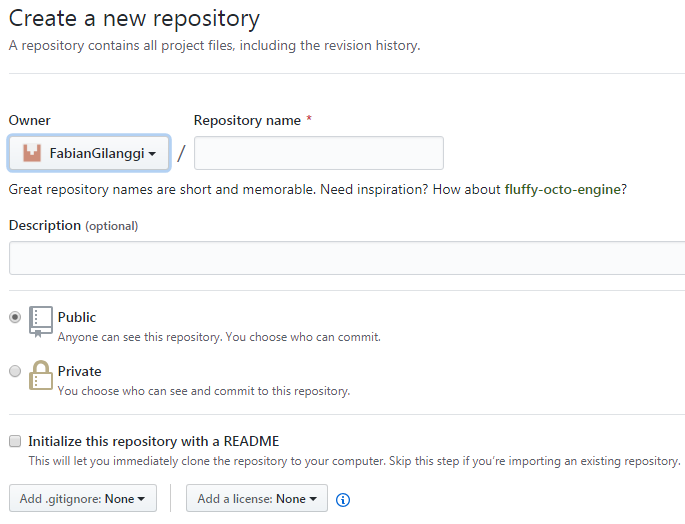 Create a new repository
A repository contains all project files, including the revision history.
Owner
Repository name *
FabianGilanggi
/
Great repository names are short and memorable. Need inspiration? How about fluffy-octo-engine?
Description (optional)
Public
Anyone can see this repository. You choose who can commit.
Private
You choose who can see and commit to this repository.
Initialize this repository with a README
This will let you immediately clone the repository to your computer. Skip this step if you’re importing an existing repository.
Add .gitignore: None
Add a license: None